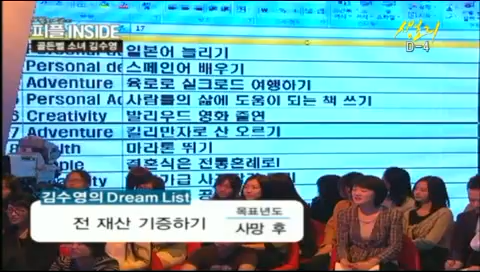 피플INSIDE
골든벨 소녀 김수영
설
D-4
17
일본어 늘리기
Personal de 스페인어 배우기
Adventure 육로로 실크로드 여행하기
Personal A 사람들의 삶에 도움이 되는 책 쓰기
6 Creativity 발리우드 영화 출연
7 Adventure 킬리만자로 산 오르기
8 Health 마라톤 뛰기
결혼식은 전통혼례로!
김수영의 Dream List
전 재산 기증하기
목표년도
사망 후